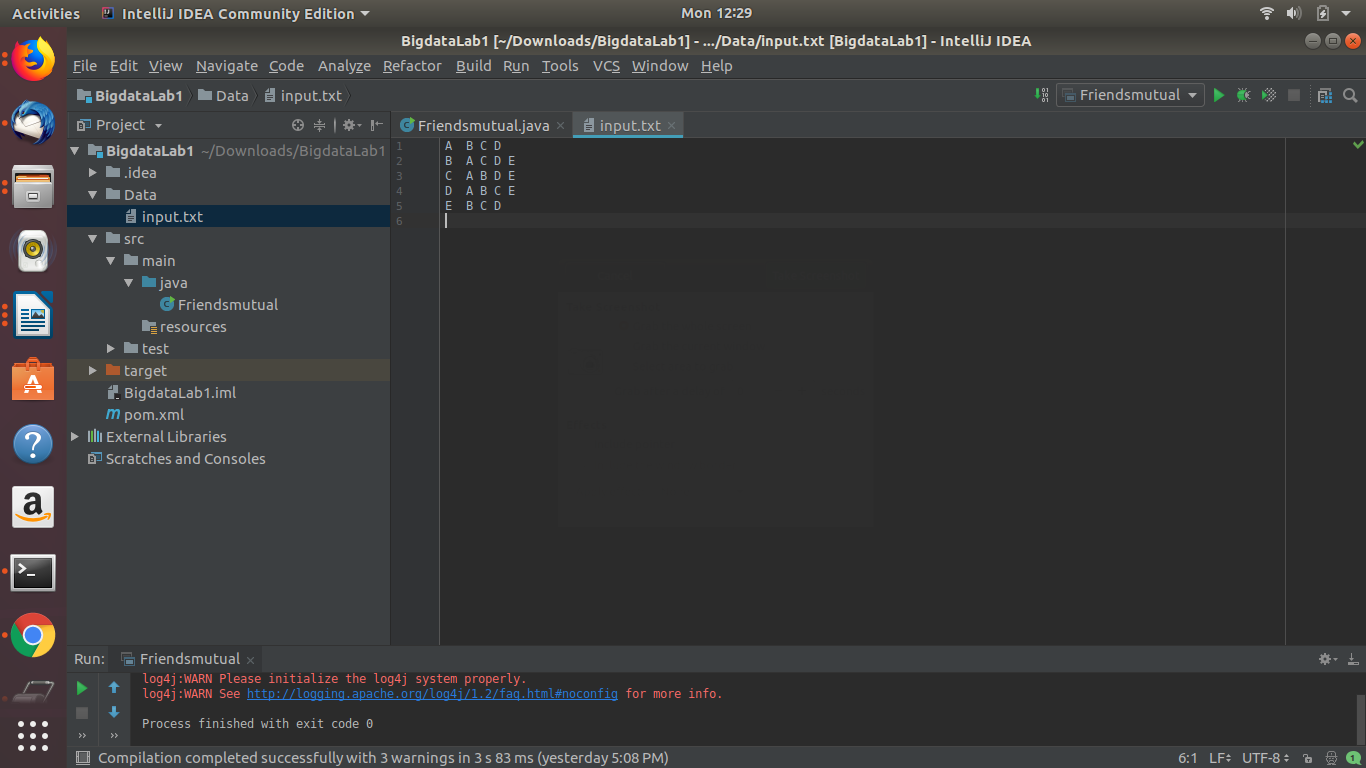 Activities IntelliJ IDEA Community Edition Mon 12:29
BigdataLab1 [~/Downloads/BigdataLab1] - .../Data/input.txt [BigdataLab1] - IntelliJ IDEA
File Edit View Navigate Code Analyze Refactor Build Run Tools VCS Window Help
BigdataLab1 Data input.txt Friendsmutual
Project Friendsmutual.java input.txt
BigdataLab1 ~/Downloads/BigdataLab1
.idea
Data
input.txt
src
main
java
Friendsmutual
resources
test
target
BigdataLab1.iml
pom.xml
External Libraries
Scratches and Consoles
1 A B C D
2 B A C D E
3 C A B D E
4 D A B C E
5 E B C D
6
Run: Friendsmutual
log4j:WARN Please initialize the log4j system properly.
log4j:WARN See http://logging.apache.org/log4j/1.2/faq.html#noconfig for more info.
Process finished with exit code 0
Compilation completed successfully with 3 warnings in 3 s 83 ms (yesterday 5:08 PM) 6:1 LF UTF-8 1